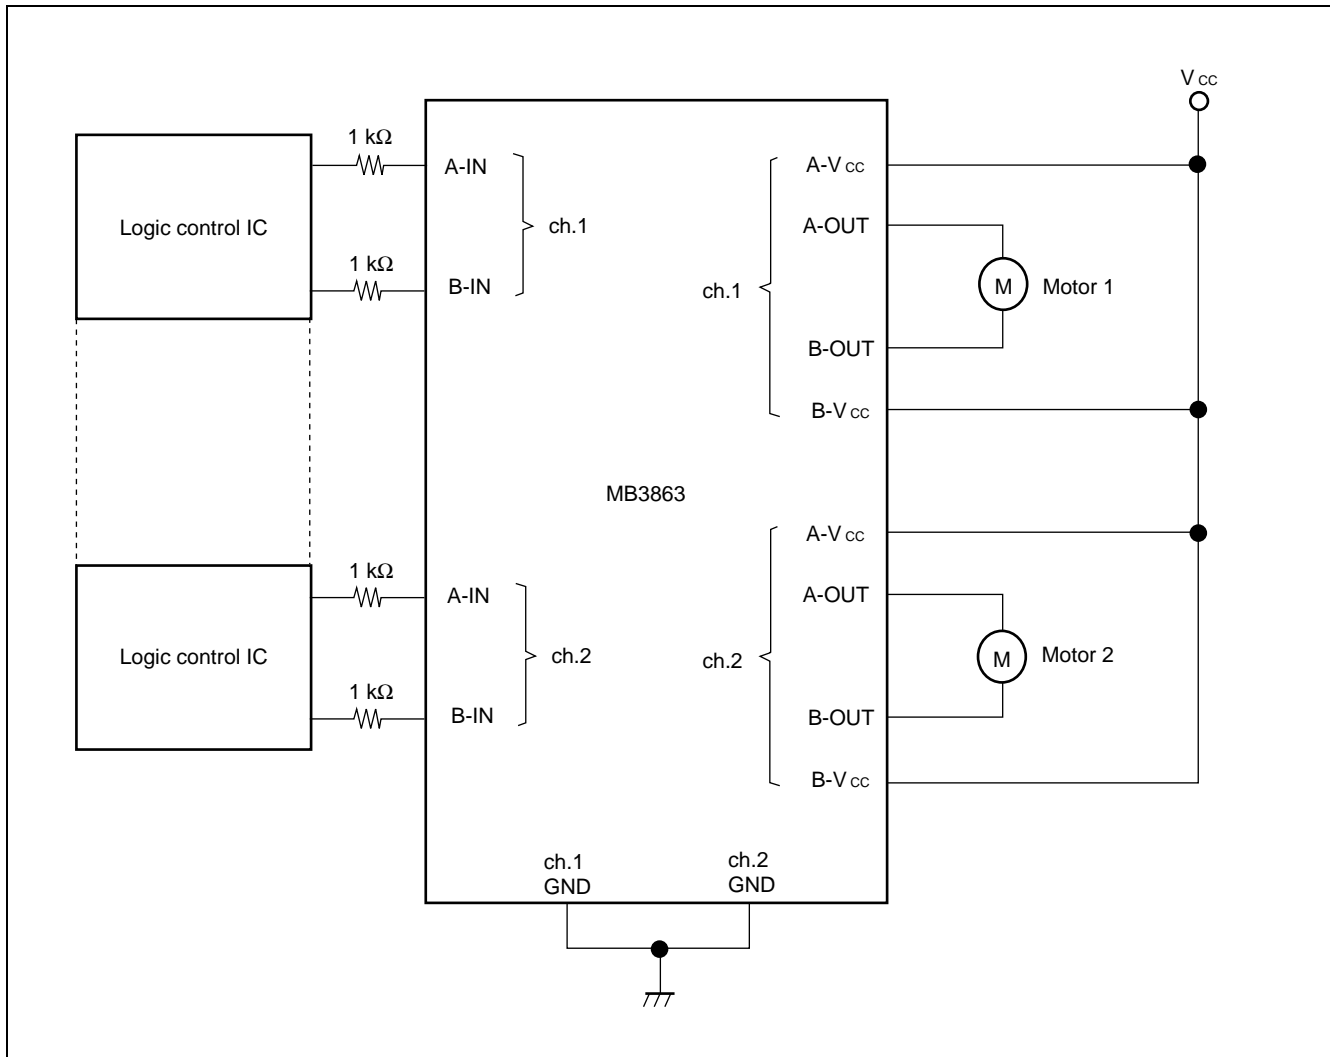 V CC
1 kΩ
A-IN
A-V CC
Logic control IC
ch.1
A-OUT
1 kΩ
B-IN
ch.1
M
Motor 1
B-OUT
B-V CC
MB3863
A-V CC
1 kΩ
A-IN
A-OUT
Logic control IC
ch.2
ch.2
M
Motor 2
1 kΩ
B-IN
B-OUT
B-V CC
ch.1
GND
ch.2
GND